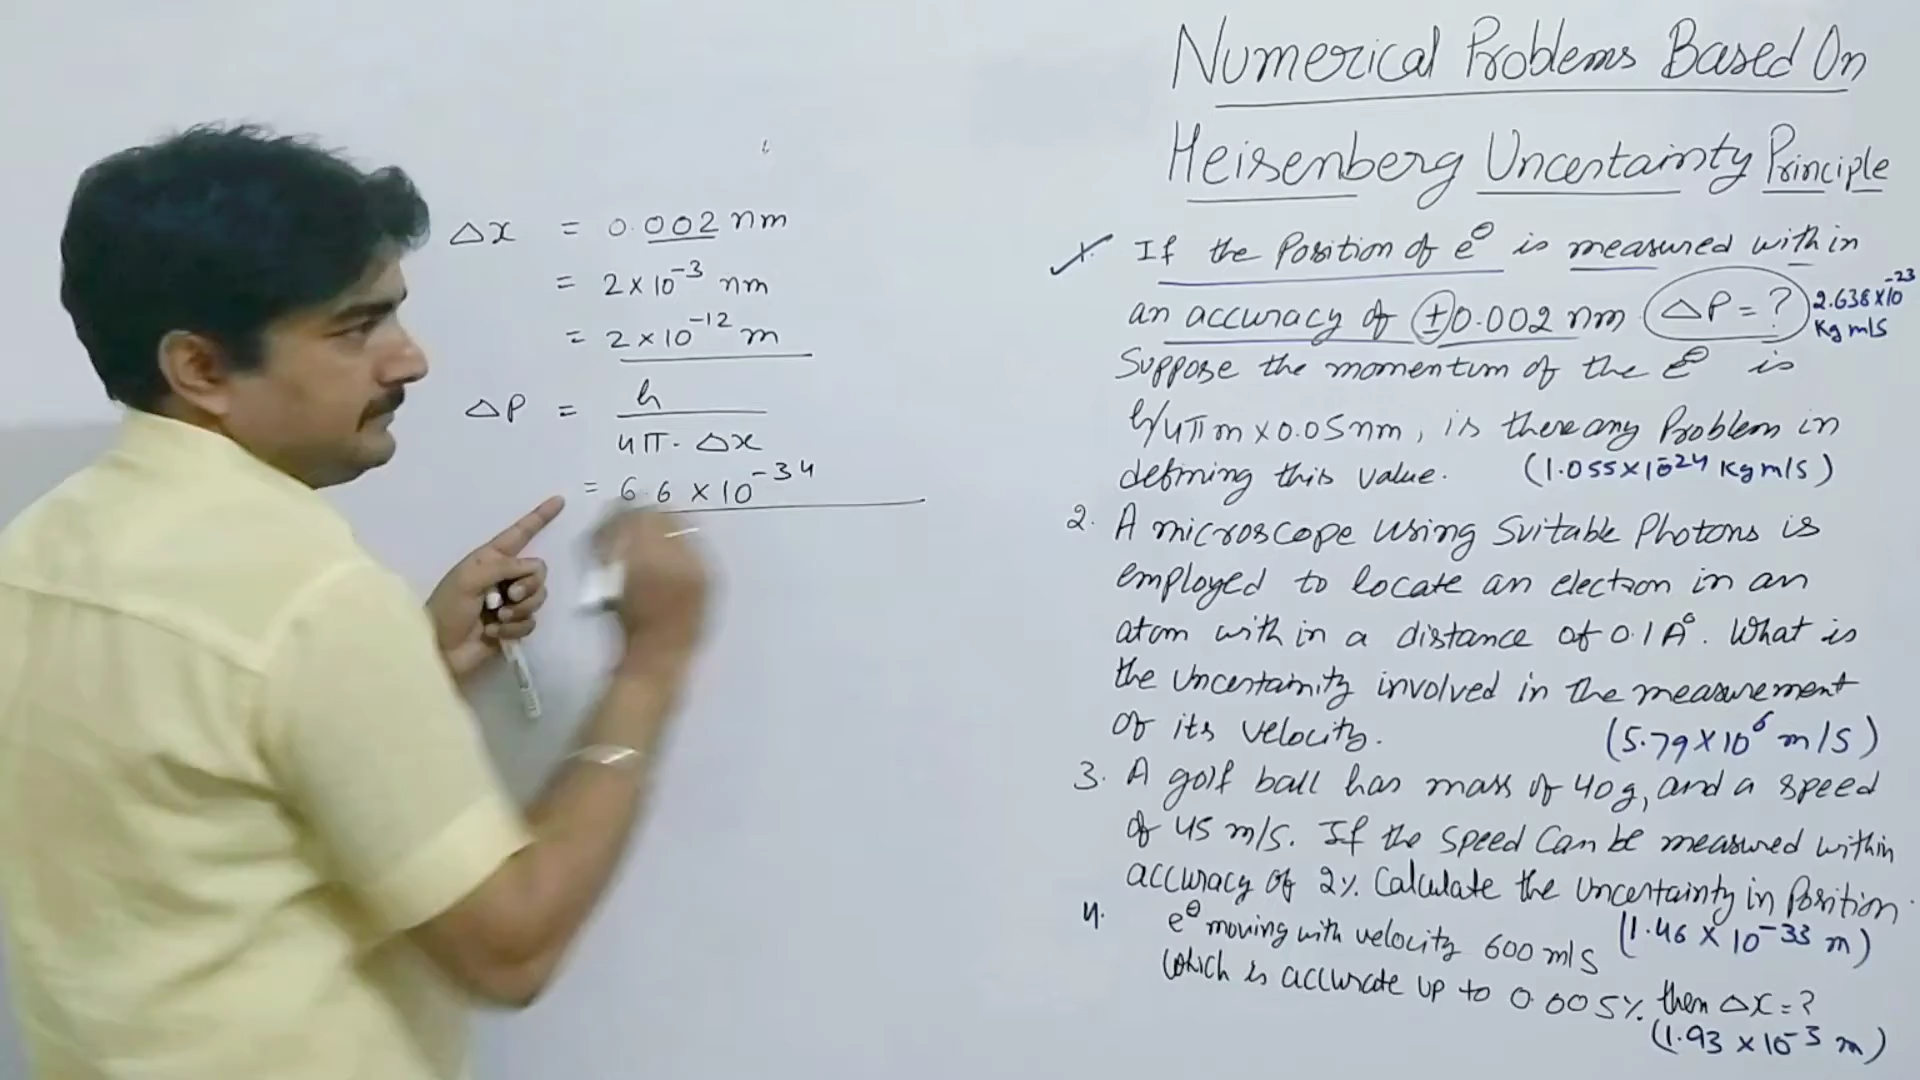 Numerical Problems Based On
Heisenberg Uncertainty Principle
Δx = 0.002 nm
= 2 × 10⁻³ nm
= 2 × 10⁻¹² m
ΔP = h
4π. Δx
= 6.6 × 10⁻³⁴
1. If the Position of e⊖ is measured within
an accuracy of ±0.002 nm ΔP = ? 2.638×10⁻²³
Kg m/S
Suppose the momentum of the e⊖ is
h/4πm × 0.05nm, is there any Problem in
defining this value. (1.055×10⁻²⁴ Kg m/s)
2. A microscope using Suitable Photons is
employed to locate an electron in an
atom with in a distance of 0.1 A°. What is
the Uncertainity involved in the measurement
of its velocity. (5.79×10⁶ m/s)
3. A golf ball has mass of 40g, and a speed
of 45 m/s. If the speed Can be measured within
accuracy of 2%. Calculate the Uncertainty in Position.
(1.46 × 10⁻³³ m)
4. e⊖ moving with velocity 600 m/s
which is accurate up to 0.005%. then Δx = ?
(1.93 × 10⁻³ m)